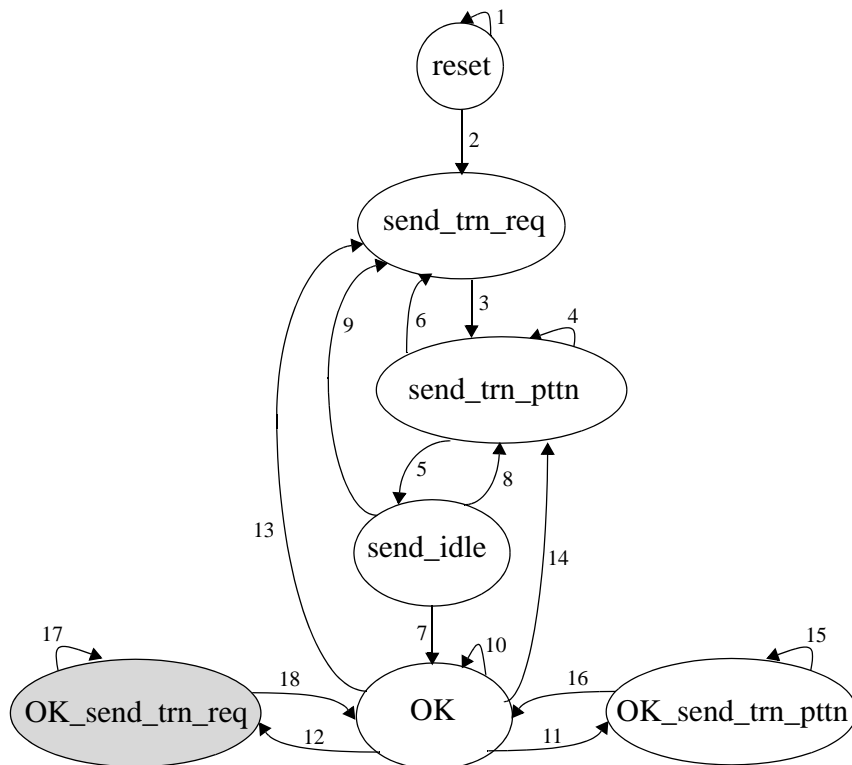 1
reset
2
send_trn_req
3
4
9
6
send_trn_pttn
5
8
13
send_idle
14
7
10
17
15
18
16
OK_send_trn_req
OK
OK_send_trn_pttn
12
11